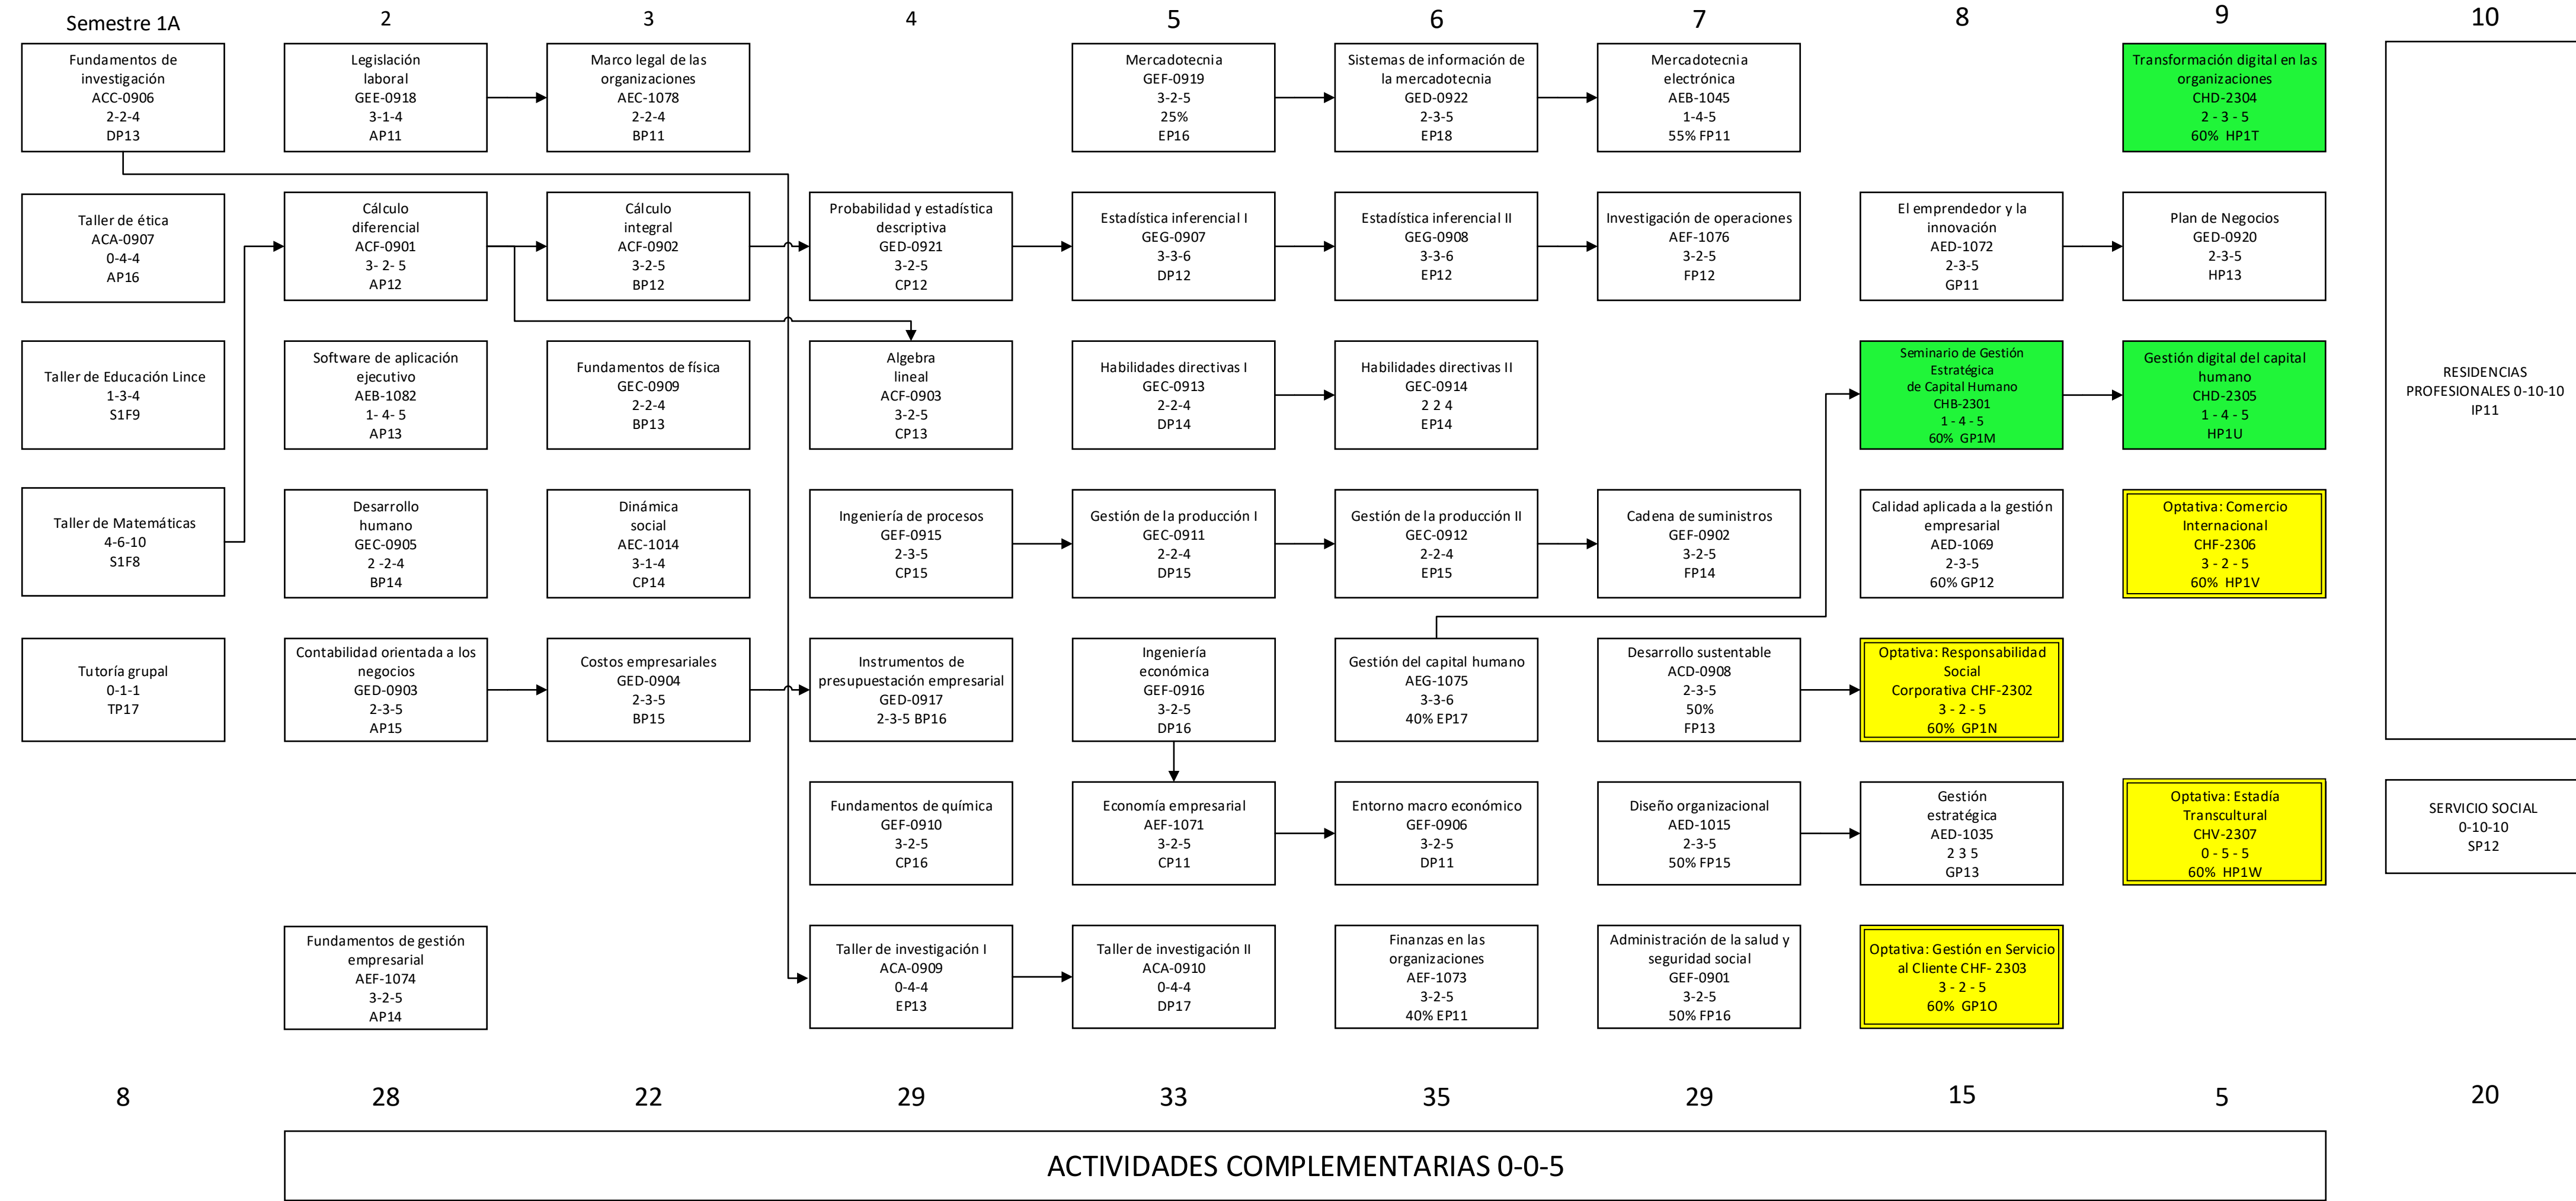 Semestre 1A
2
3
4
5
6
7
8
9
10
Fundamentos de
investigación
ACC-0906
2-2-4
DP13
Legislación
laboral
GEE-0918
3-1-4
AP11
Marco legal de las
organizaciones
AEC-1078
2-2-4
BP11
Mercadotecnia
GEF-0919
3-2-5
25%
EP16
Sistemas de información de
la mercadotecnia
GED-0922
2-3-5
EP18
Mercadotecnia
electrónica
AEB-1045
1-4-5
55% FP11
Transformación digital en las
organizaciones
CHD-2304
2 - 3 - 5
60% HP1T
Taller de ética
ACA-0907
0-4-4
AP16
Cálculo
diferencial
ACF-0901
3- 2- 5
AP12
Cálculo
integral
ACF-0902
3-2-5
BP12
Probabilidad y estadística
descriptiva
GED-0921
3-2-5
CP12
Estadística inferencial I
GEG-0907
3-3-6
DP12
Estadística inferencial II
GEG-0908
3-3-6
EP12
Investigación de operaciones
AEF-1076
3-2-5
FP12
El emprendedor y la
innovación
AED-1072
2-3-5
GP11
Plan de Negocios
GED-0920
2-3-5
HP13
Taller de Educación Lince
1-3-4
S1F9
Software de aplicación
ejecutivo
AEB-1082
1- 4- 5
AP13
Fundamentos de física
GEC-0909
2-2-4
BP13
Algebra
lineal
ACF-0903
3-2-5
CP13
Habilidades directivas I
GEC-0913
2-2-4
DP14
Habilidades directivas II
GEC-0914
2 2 4
EP14
Seminario de Gestión
Estratégica
de Capital Humano
CHB-2301
1 - 4 - 5
60% GP1M
Gestión digital del capital
humano
CHD-2305
1 - 4 - 5
HP1U
RESIDENCIAS
PROFESIONALES 0-10-10
IP11
Taller de Matemáticas
4-6-10
S1F8
Desarrollo
humano
GEC-0905
2 -2-4
BP14
Dinámica
social
AEC-1014
3-1-4
CP14
Ingeniería de procesos
GEF-0915
2-3-5
CP15
Gestión de la producción I
GEC-0911
2-2-4
DP15
Gestión de la producción II
GEC-0912
2-2-4
EP15
Cadena de suministros
GEF-0902
3-2-5
FP14
Calidad aplicada a la gestión
empresarial
AED-1069
2-3-5
60% GP12
Optativa: Comercio
Internacional
CHF-2306
3 - 2 - 5
60% HP1V
Tutoría grupal
0-1-1
TP17
Contabilidad orientada a los
negocios
GED-0903
2-3-5
AP15
Costos empresariales
GED-0904
2-3-5
BP15
Instrumentos de
presupuestación empresarial
GED-0917
2-3-5 BP16
Ingeniería
económica
GEF-0916
3-2-5
DP16
Gestión del capital humano
AEG-1075
3-3-6
40% EP17
Desarrollo sustentable
ACD-0908
2-3-5
50%
FP13
Optativa: Responsabilidad
Social
Corporativa CHF-2302
3 - 2 - 5
60% GP1N
Fundamentos de química
GEF-0910
3-2-5
CP16
Economía empresarial
AEF-1071
3-2-5
CP11
Entorno macro económico
GEF-0906
3-2-5
DP11
Diseño organizacional
AED-1015
2-3-5
50% FP15
Gestión
estratégica
AED-1035
2 3 5
GP13
Optativa: Estadía
Transcultural
CHV-2307
0 - 5 - 5
60% HP1W
SERVICIO SOCIAL
0-10-10
SP12
Fundamentos de gestión
empresarial
AEF-1074
3-2-5
AP14
Taller de investigación I
ACA-0909
0-4-4
EP13
Taller de investigación II
ACA-0910
0-4-4
DP17
Finanzas en las
organizaciones
AEF-1073
3-2-5
40% EP11
Administración de la salud y
seguridad social
GEF-0901
3-2-5
50% FP16
Optativa: Gestión en Servicio
al Cliente CHF- 2303
3 - 2 - 5
60% GP1O
8
28
22
29
33
35
29
15
5
20
ACTIVIDADES COMPLEMENTARIAS 0-0-5